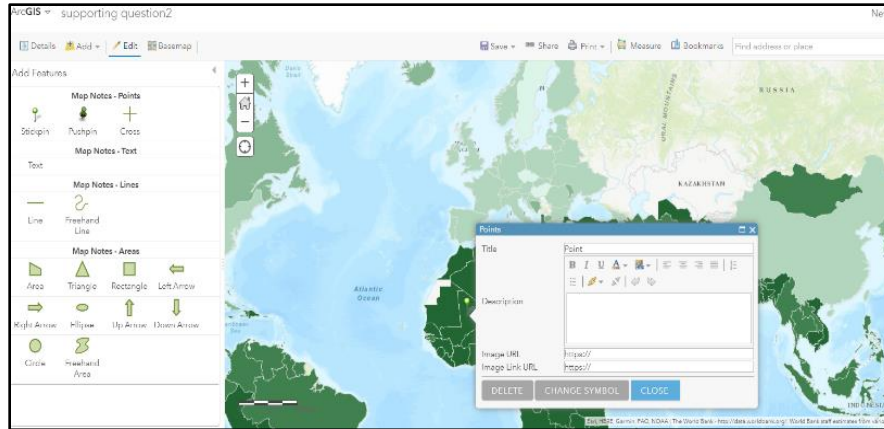 ArcGIS supporting question2
Details Add Edit Basemap
Save Share Print Measure Bookmarks Find address or place
Add Features
Map Notes - Points
Stickpin Pushpin Cross
Map Notes - Text
Text
Map Notes - Lines
Line Freehand Line
Map Notes - Areas
Area Triangle Rectangle Left Arrow
Right Arrow Ellipse Up Arrow Down Arrow
Circle Freehand Area
RUSSIA
URAL MOUNTAINS
KAZAKHSTAN
Atlantic
Ocean
Points
Title Point
B I U A
Description
Image URL https://
Image Link URL https://
DELETE CHANGE SYMBOL CLOSE